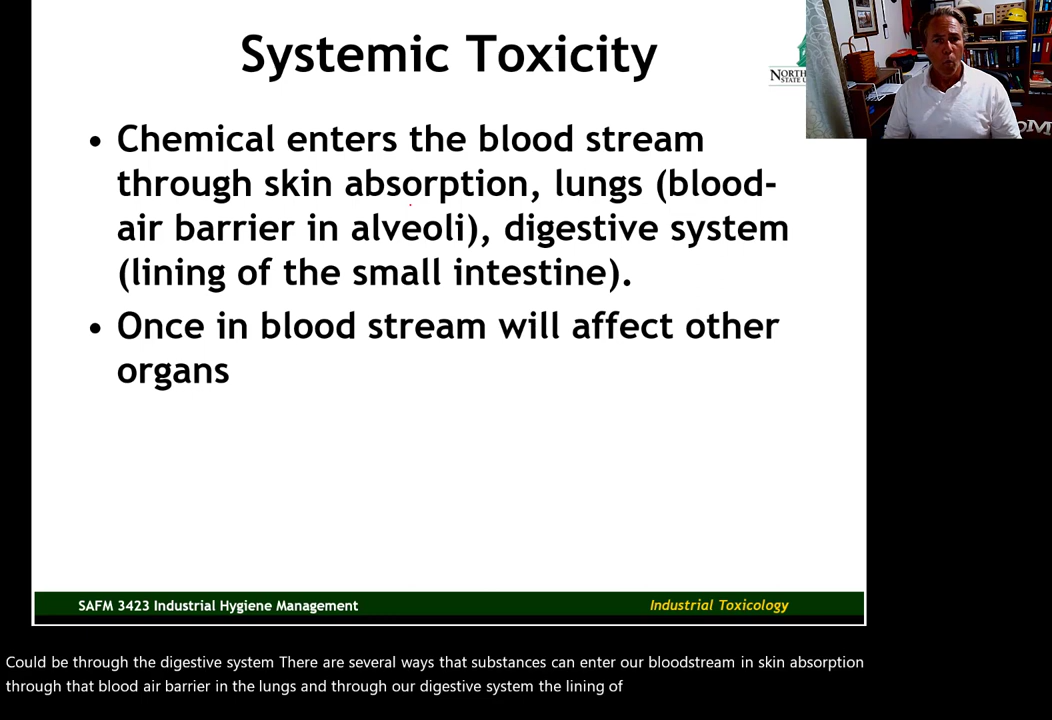 Systemic Toxicity
NORTH
STATE U
• Chemical enters the blood stream
through skin absorption, lungs (blood-
air barrier in alveoli), digestive system
(lining of the small intestine).
• Once in blood stream will affect other
organs
SAFM 3423 Industrial Hygiene Management
Industrial Toxicology
Could be through the digestive system There are several ways that substances can enter our bloodstream in skin absorption
through that blood air barrier in the lungs and through our digestive system the lining of